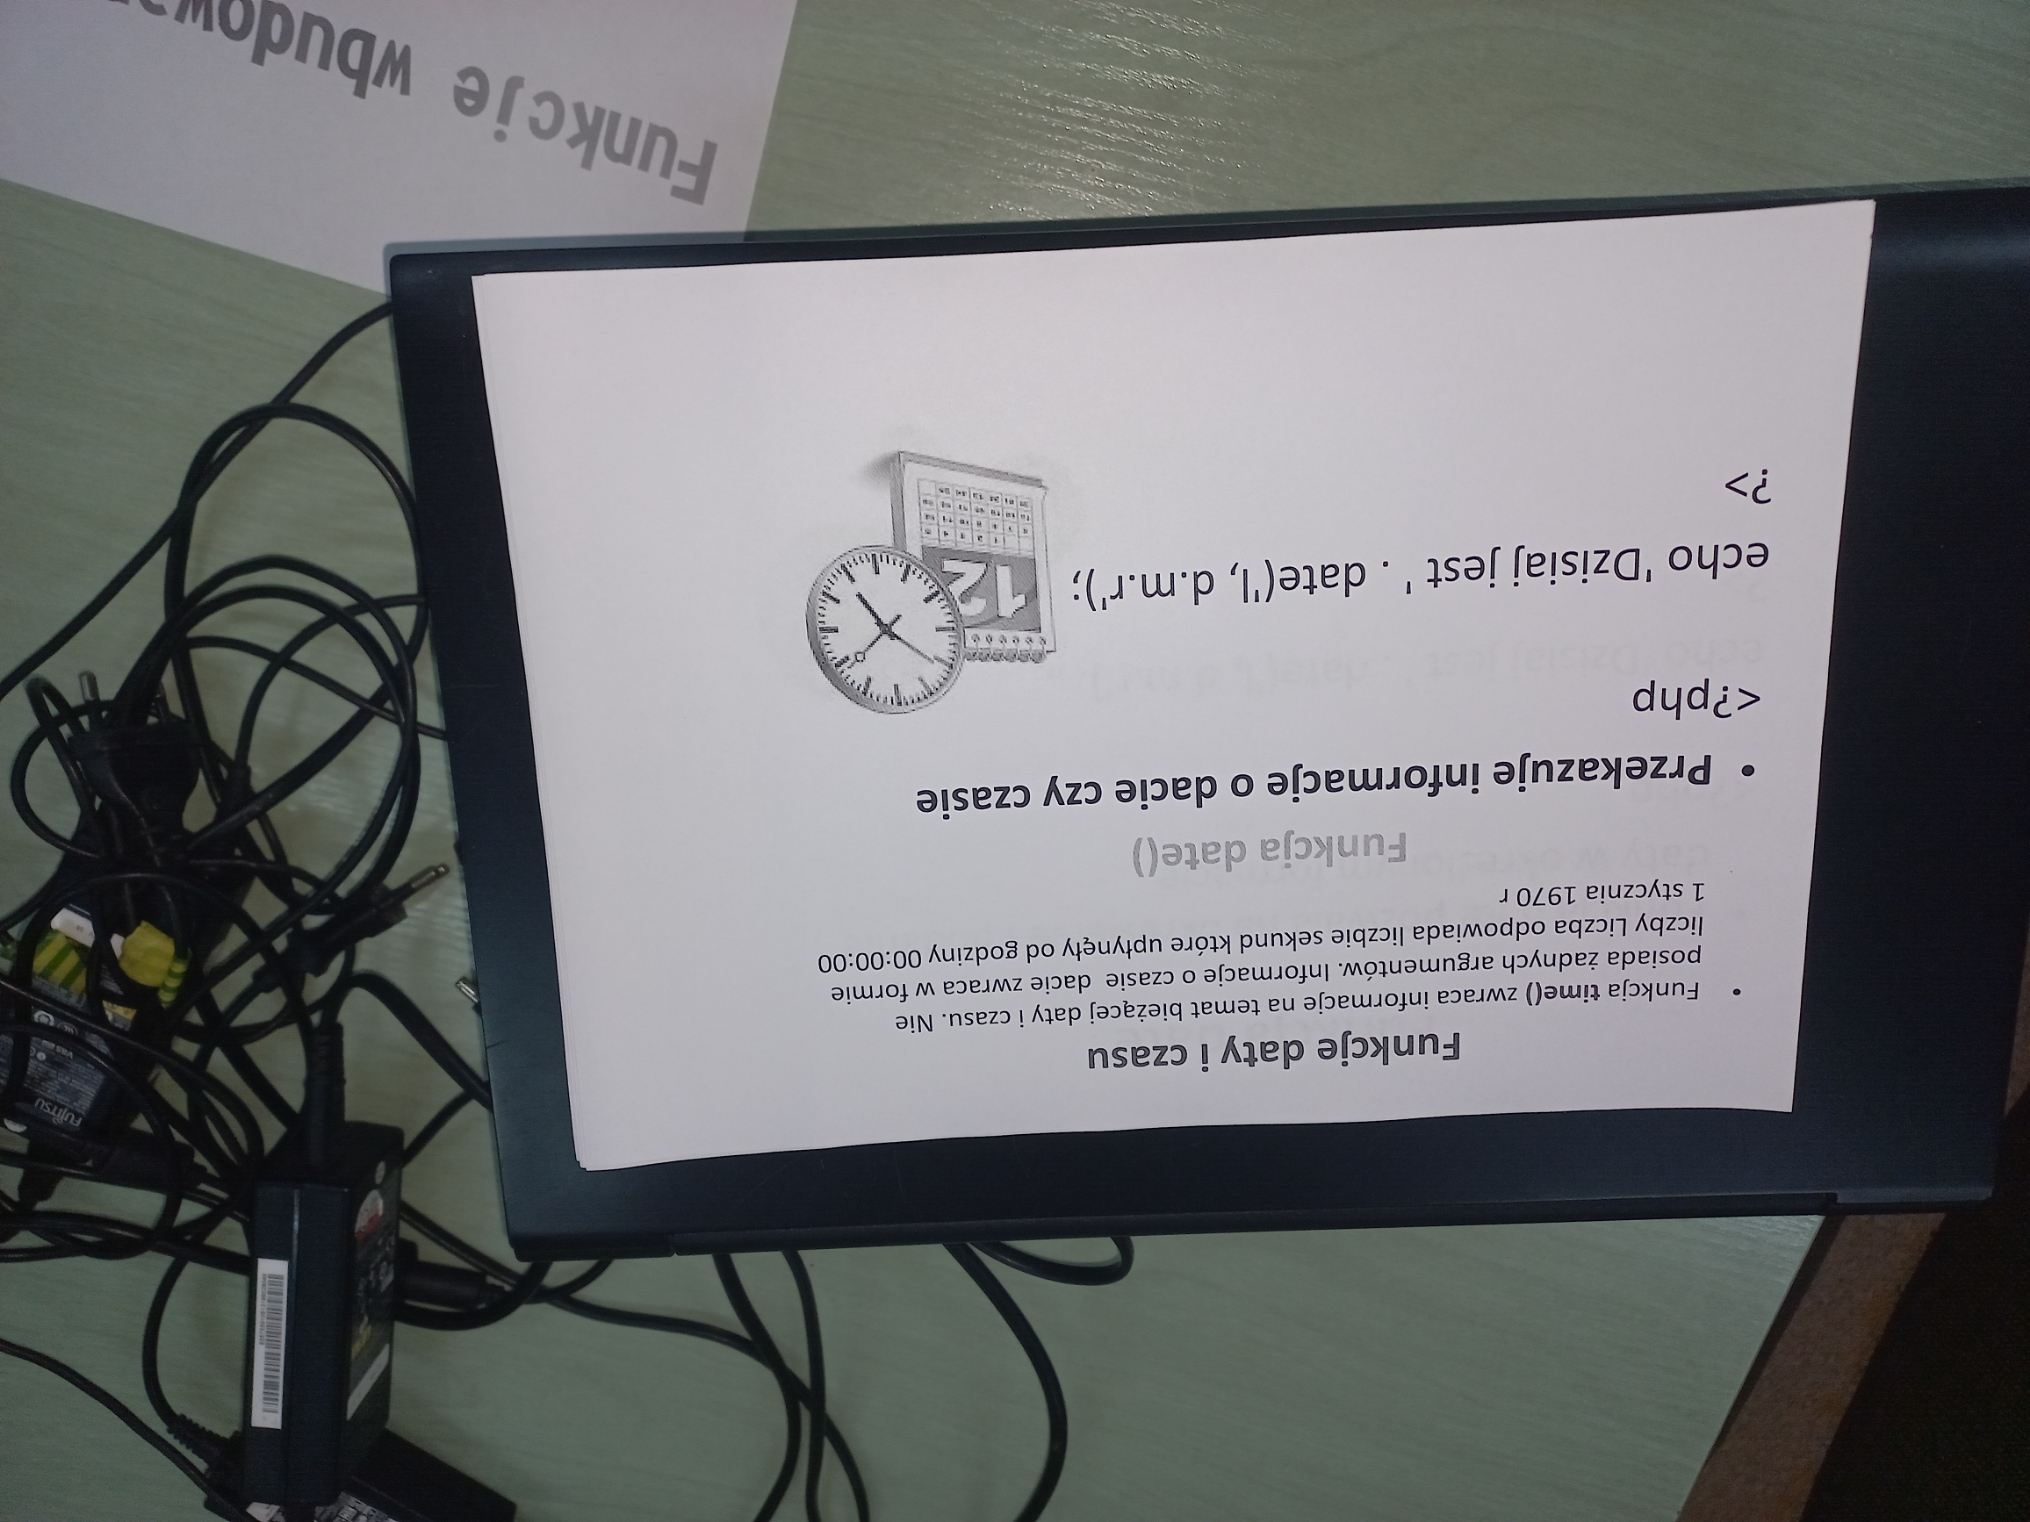 Funkcje daty i czasu
• Funkcja time() zwraca informacje na temat bieżącej daty i czasu. Nie
posiada żadnych argumentów. Informacje o czasie dacie zwraca w formie
liczby Liczba odpowiada liczbie sekund które upłynęły od godziny 00:00:00
1 stycznia 1970 r
Funkcja date()
• Przekazuje informacje o dacie czy czasie
<?php
echo 'Dzisiaj jest ' . date('l, d.m.r');
?>
12
FUJITSU
Funkcje